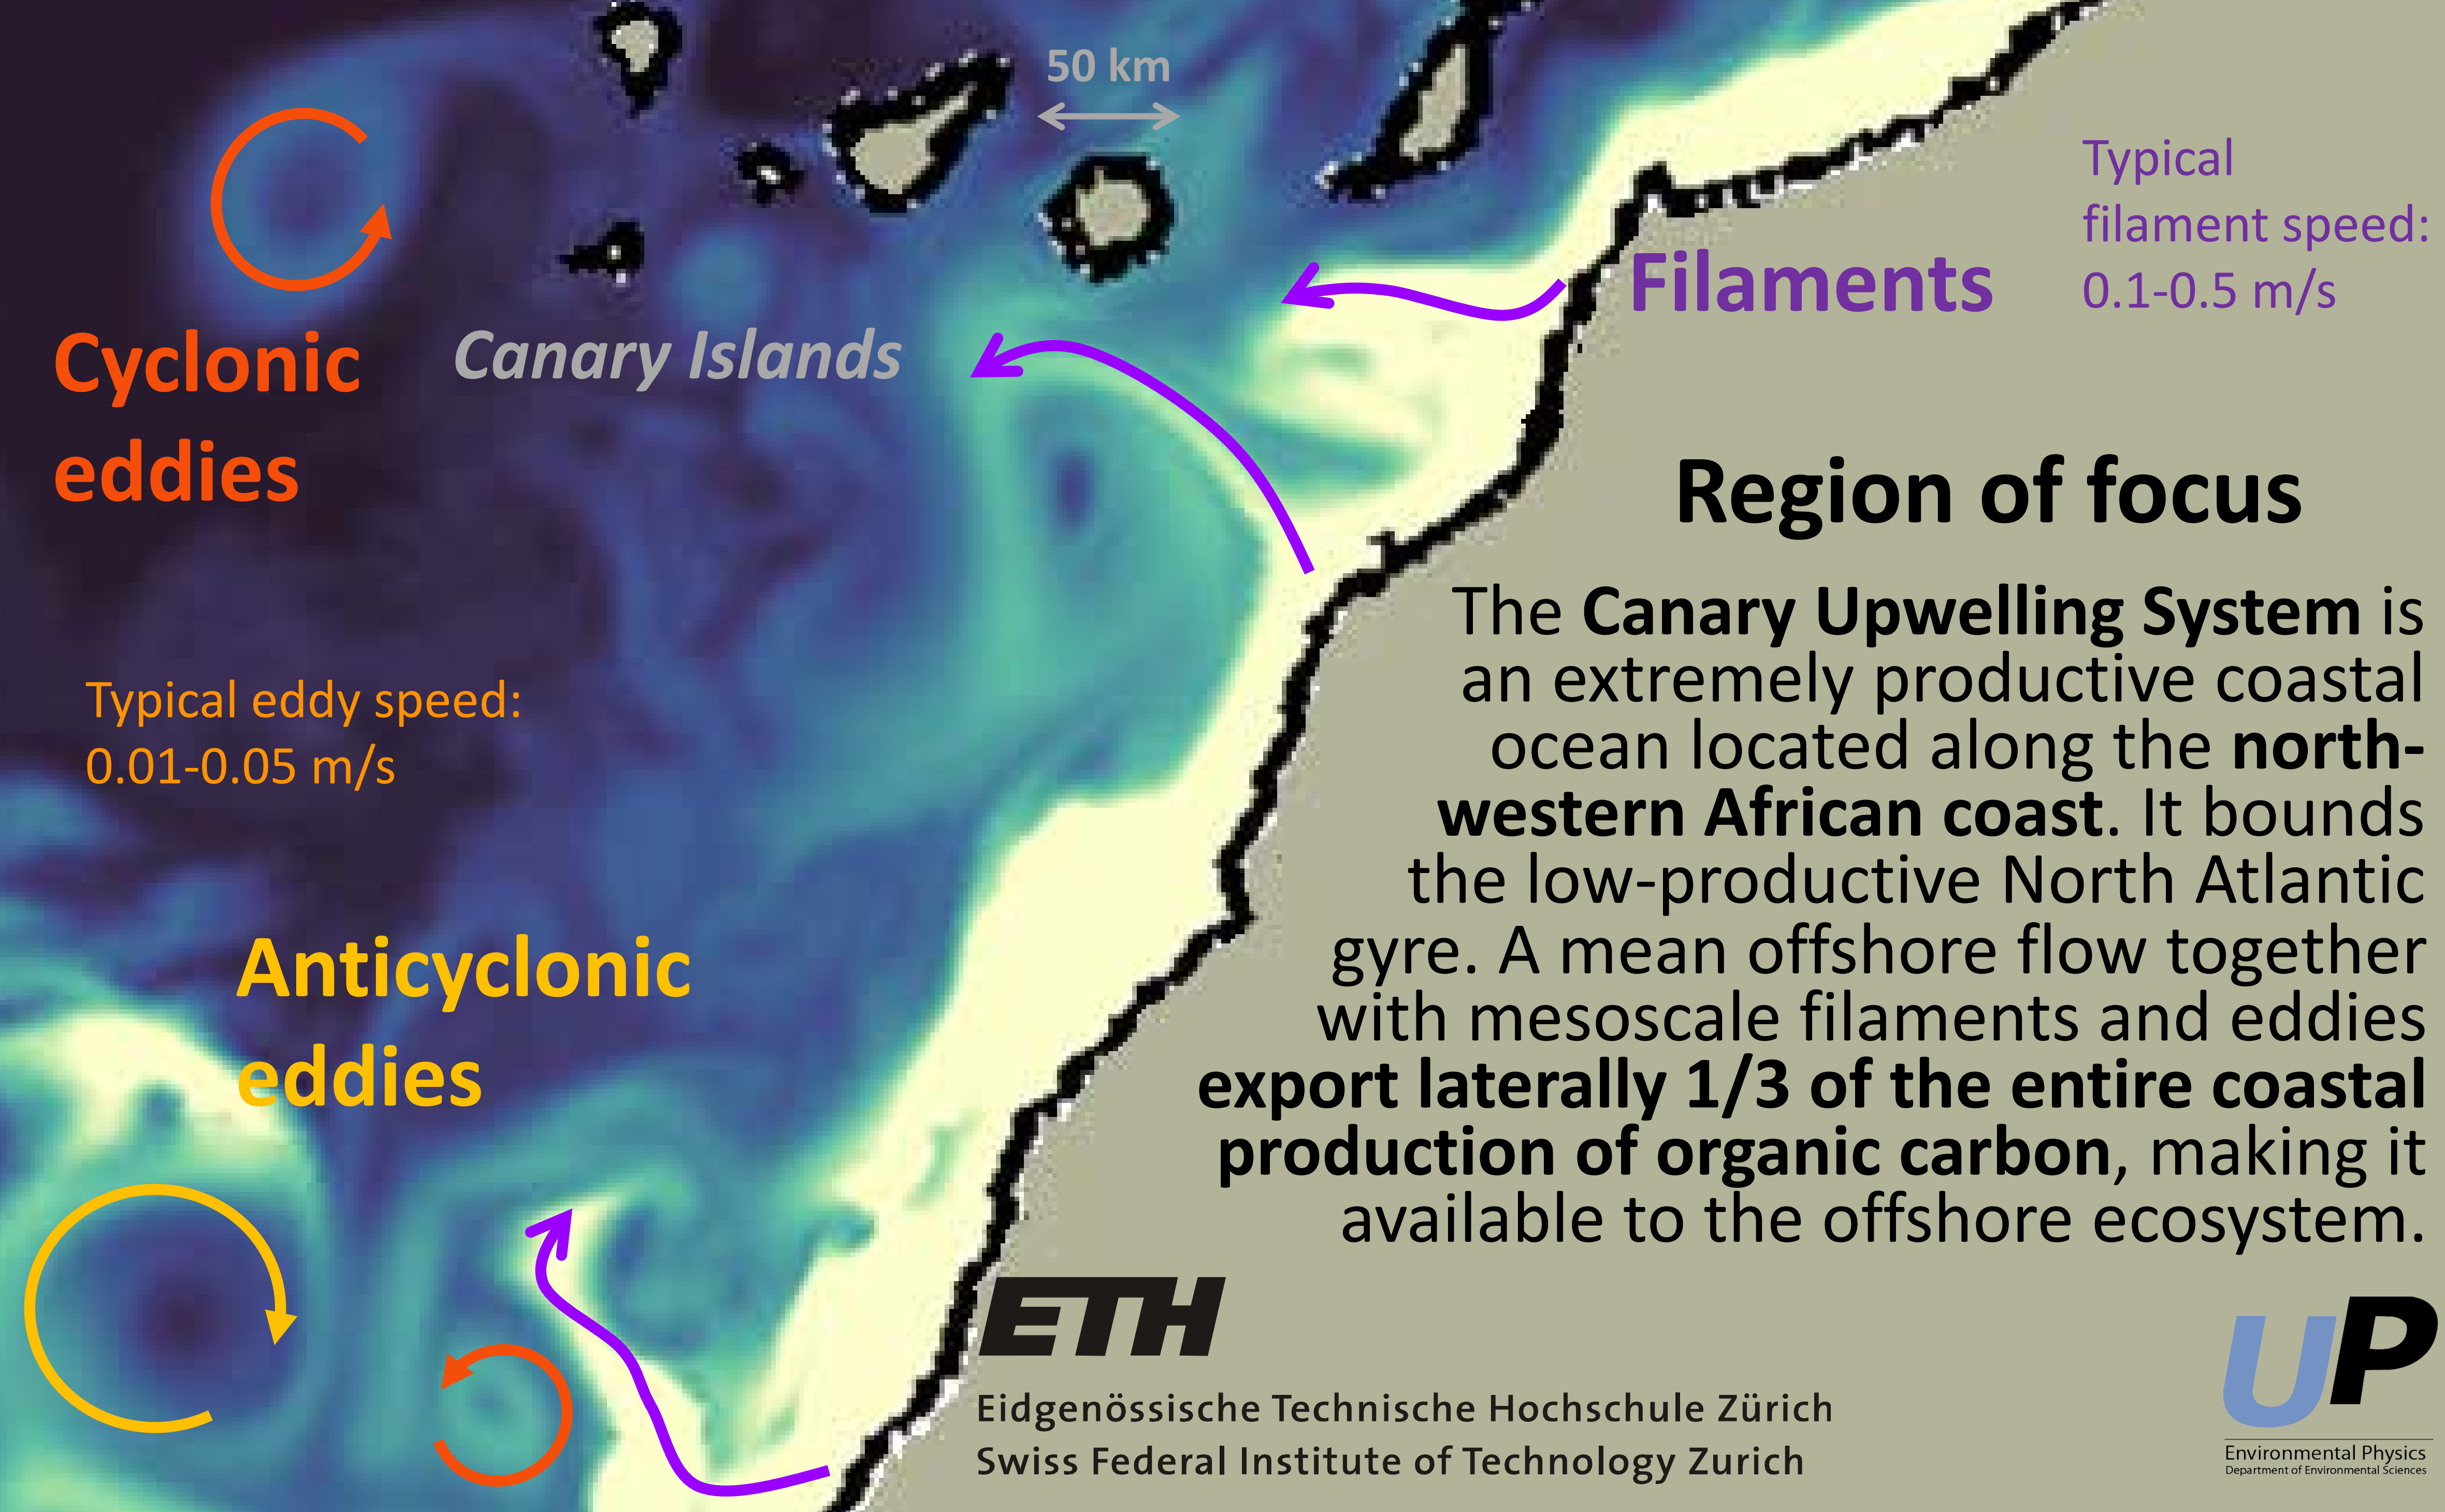 50 km
Typical
filament speed:
0.1-0.5 m/s
Filaments
Cyclonic
eddies
Canary Islands
Region of focus
The Canary Upwelling System is
an extremely productive coastal
ocean located along the north-
western African coast. It bounds
the low-productive North Atlantic
gyre. A mean offshore flow together
with mesoscale filaments and eddies
export laterally 1/3 of the entire coastal
production of organic carbon, making it
available to the offshore ecosystem.
Typical eddy speed:
0.01-0.05 m/s
Anticyclonic
eddies
ETH
Eidgenössische Technische Hochschule Zürich
Swiss Federal Institute of Technology Zurich
UP
Environmental Physics
Department of Environmental Sciences